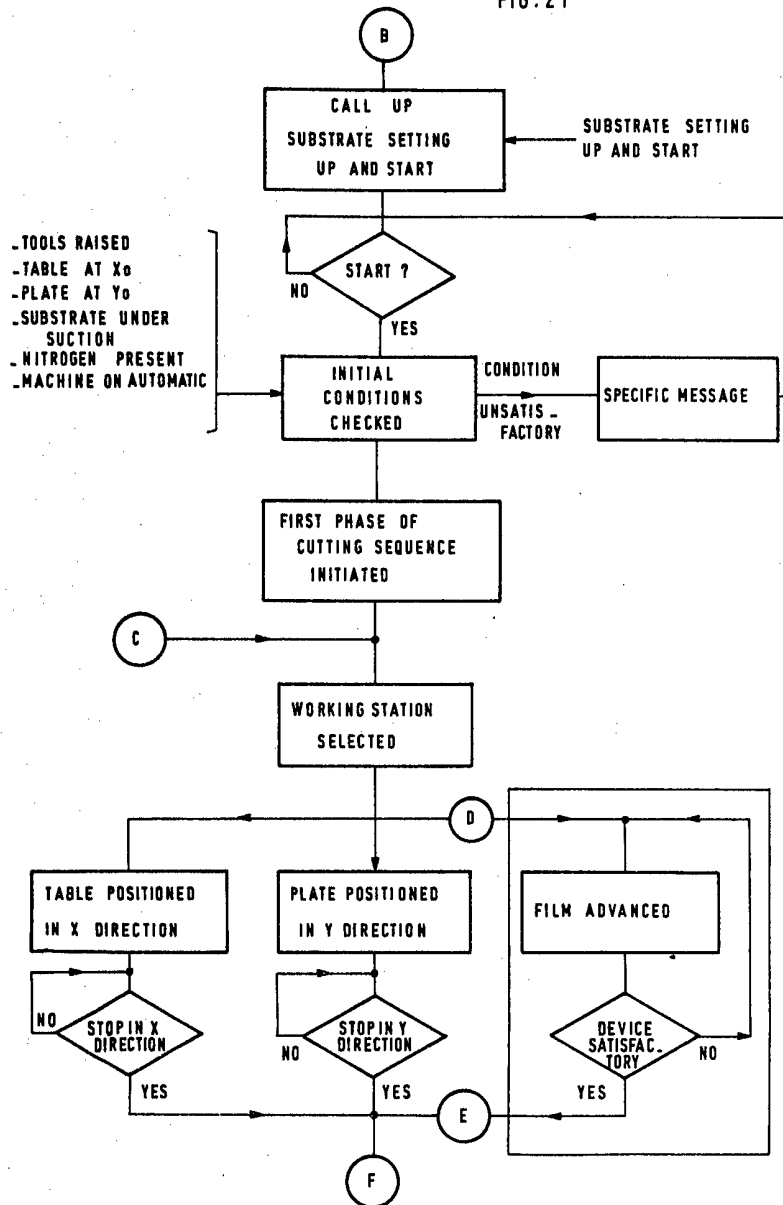 FIG.21
B
CALL UP
SUBSTRATE SETTING
UP AND START
SUBSTRATE SETTING
UP AND START
-TOOLS RAISED
-TABLE AT Xo
-PLATE AT Yo
-SUBSTRATE UNDER
SUCTION
-NITROGEN PRESENT
-MACHINE ON AUTOMATIC
START ?
NO
YES
INITIAL
CONDITIONS
CHECKED
CONDITION
UNSATIS-
FACTORY
SPECIFIC MESSAGE
FIRST PHASE OF
CUTTING SEQUENCE
INITIATED
C
WORKING STATION
SELECTED
D
TABLE POSITIONED
IN X DIRECTION
PLATE POSITIONED
IN Y DIRECTION
FILM ADVANCED
NO
STOP IN X
DIRECTION
YES
NO
STOP IN Y
DIRECTION
YES
DEVICE
SATISFAC-
TORY
NO
YES
E
F